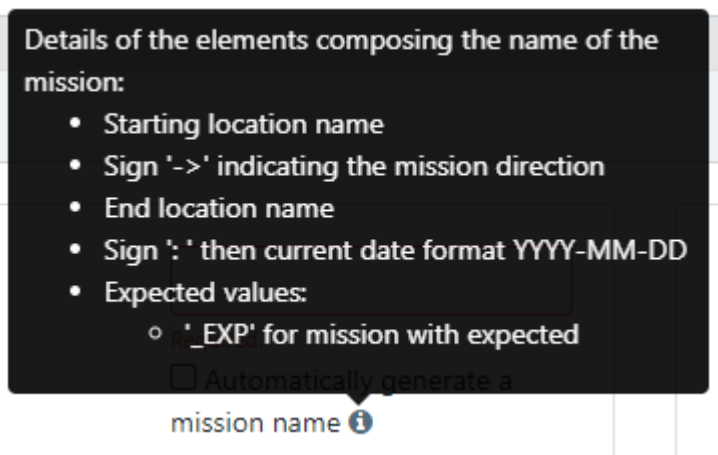 Details of the elements composing the name of the
mission:
• Starting location name
• Sign '->' indicating the mission direction
• End location name
• Sign ': ' then current date format YYYY-MM-DD
• Expected values:
◦ '_EXP' for mission with expected
Automatically generate a
mission name